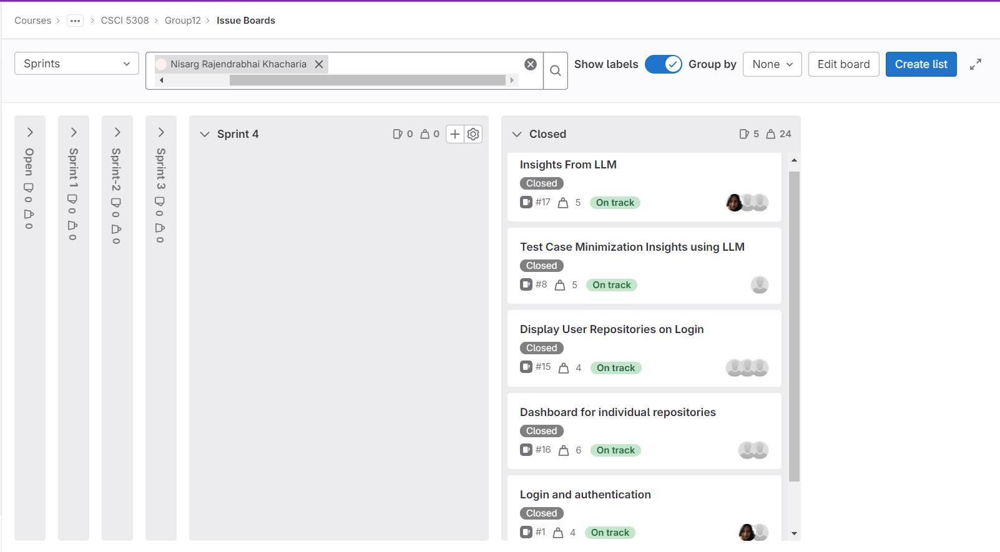 Courses > ... > CSCI 5308 > Group12 > Issue Boards
Sprints
Nisarg Rajendrabhai Khacharia
Show labels
Group by
None
Edit board
Create list
Open 0 0
Sprint 1 0 0
Sprint-2 0 0
Sprint 3 0 0
Sprint 4 0 0
Closed 5 24
Insights From LLM
Closed
#17 5 On track
Test Case Minimization Insights using LLM
Closed
#8 5 On track
Display User Repositories on Login
Closed
#15 4 On track
Dashboard for individual repositories
Closed
#16 6 On track
Login and authentication
Closed
#1 4 On track